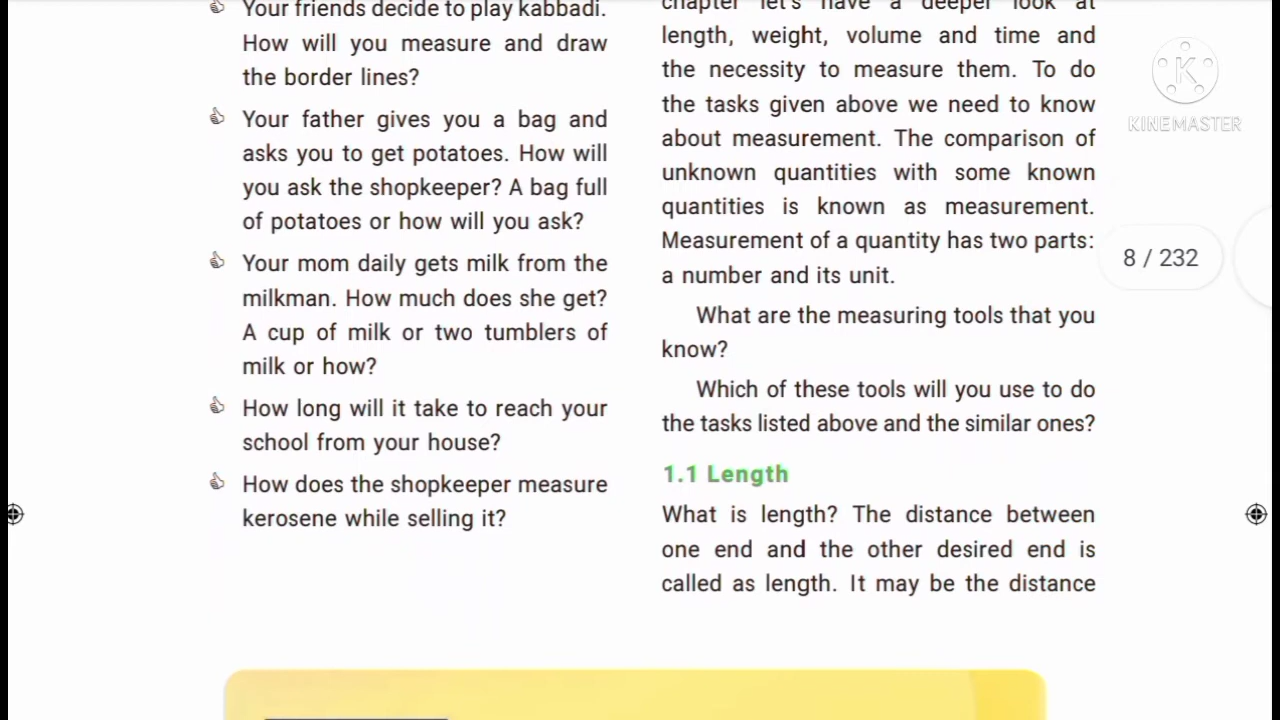 Your friends decide to play kabbadi.
How will you measure and draw
the border lines?
Your father gives you a bag and
asks you to get potatoes. How will
you ask the shopkeeper? A bag full
of potatoes or how will you ask?
Your mom daily gets milk from the
milkman. How much does she get?
A cup of milk or two tumblers of
milk or how?
How long will it take to reach your
school from your house?
How does the shopkeeper measure
kerosene while selling it?
chapter let's have a deeper look at
length, weight, volume and time and
the necessity to measure them. To do
the tasks given above we need to know
about measurement. The comparison of
unknown quantities with some known
quantities is known as measurement.
Measurement of a quantity has two parts:
a number and its unit.
What are the measuring tools that you
know?
Which of these tools will you use to do
the tasks listed above and the similar ones?
1.1 Length
What is length? The distance between
one end and the other desired end is
called as length. It may be the distance
K
KINEMASTER
8 / 232